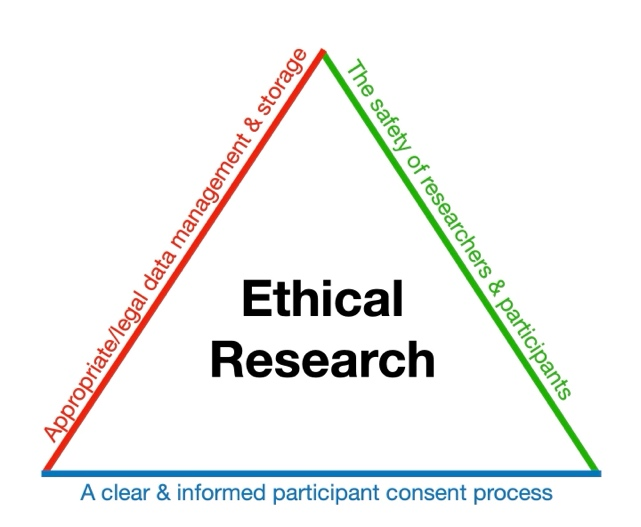 Appropriate/legal data management & storage
The safety of researchers & participants
Ethical
Research
A clear & informed participant consent process